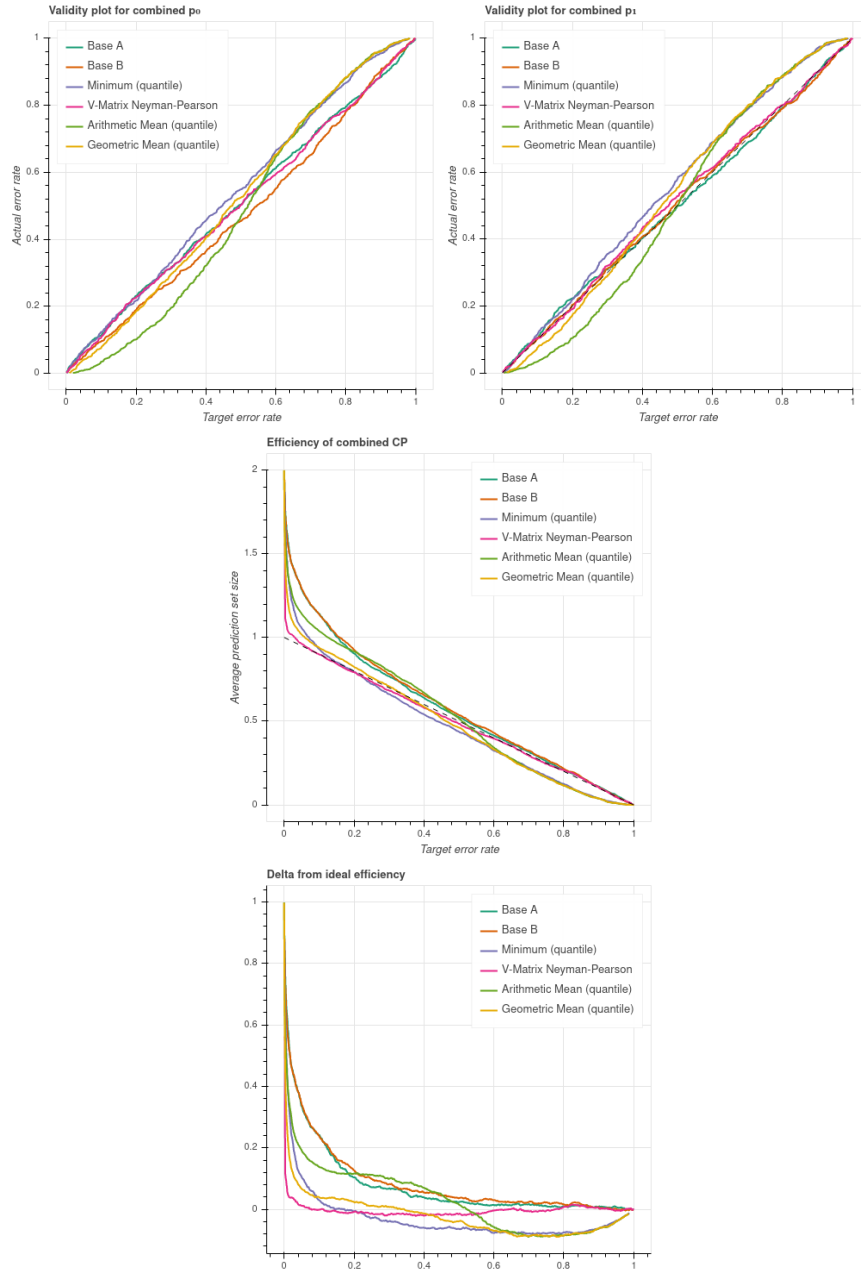 Validity plot for combined p₀
Base A
Base B
Minimum (quantile)
V-Matrix Neyman-Pearson
Arithmetic Mean (quantile)
Geometric Mean (quantile)
1
0.8
0.6
0.4
0.2
0
Actual error rate
0
0.2
0.4
0.6
0.8
1
Target error rate
Validity plot for combined p₁
Base A
Base B
Minimum (quantile)
V-Matrix Neyman-Pearson
Arithmetic Mean (quantile)
Geometric Mean (quantile)
1
0.8
0.6
0.4
0.2
0
Actual error rate
0
0.2
0.4
0.6
0.8
1
Target error rate
Efficiency of combined CP
Base A
Base B
Minimum (quantile)
V-Matrix Neyman-Pearson
Arithmetic Mean (quantile)
Geometric Mean (quantile)
2
1.5
1
0.5
0
Average prediction set size
0
0.2
0.4
0.6
0.8
1
Target error rate
Delta from ideal efficiency
Base A
Base B
Minimum (quantile)
V-Matrix Neyman-Pearson
Arithmetic Mean (quantile)
Geometric Mean (quantile)
1
0.8
0.6
0.4
0.2
0
0
0.2
0.4
0.6
0.8
1